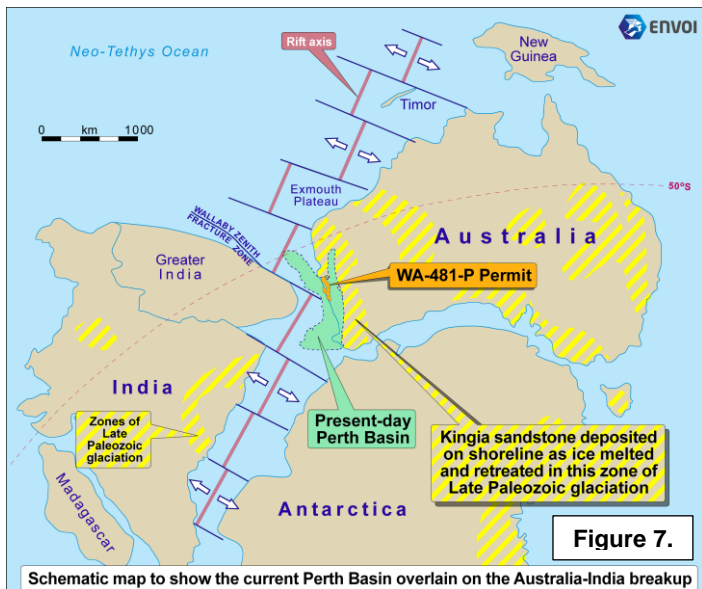 ENVOI
Neo-Tethys Ocean
Rift axis
New
Guinea
Timor
0 km 1000
Exmouth
Plateau
50°S
WALLABY ZENITH
FRACTURE ZONE
Greater
India
Australia
WA-481-P Permit
India
Zones of
Late
Paleozoic
glaciation
Present-day
Perth Basin
Kingia sandstone deposited
on shoreline as ice melted
and retreated in this zone of
Late Paleozoic glaciation
Madagascar
Antarctica
Figure 7.
Schematic map to show the current Perth Basin overlain on the Australia-India breakup